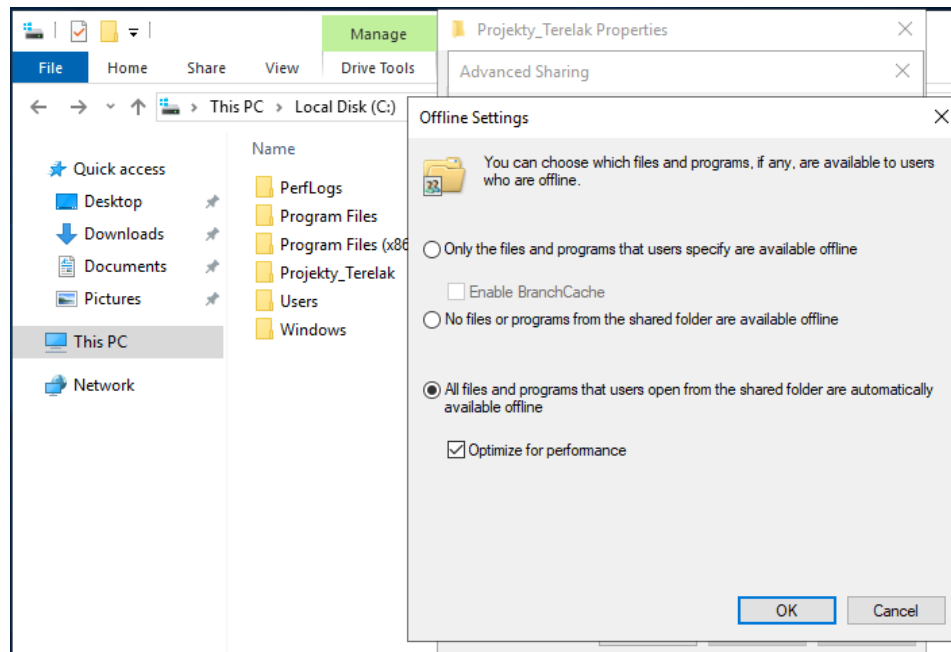 Manage
Projekty_Terelak Properties
File
Home
Share
View
Drive Tools
Advanced Sharing
This PC
Local Disk (C:)
Offline Settings
Name
You can choose which files and programs, if any, are available to users
who are offline.
Quick access
Desktop
Downloads
Documents
Pictures
This PC
Network
PerfLogs
Program Files
Program Files (x86
Projekty_Terelak
Users
Windows
Only the files and programs that users specify are available offline
Enable BranchCache
No files or programs from the shared folder are available offline
All files and programs that users open from the shared folder are automatically
available offline
Optimize for performance
OK
Cancel